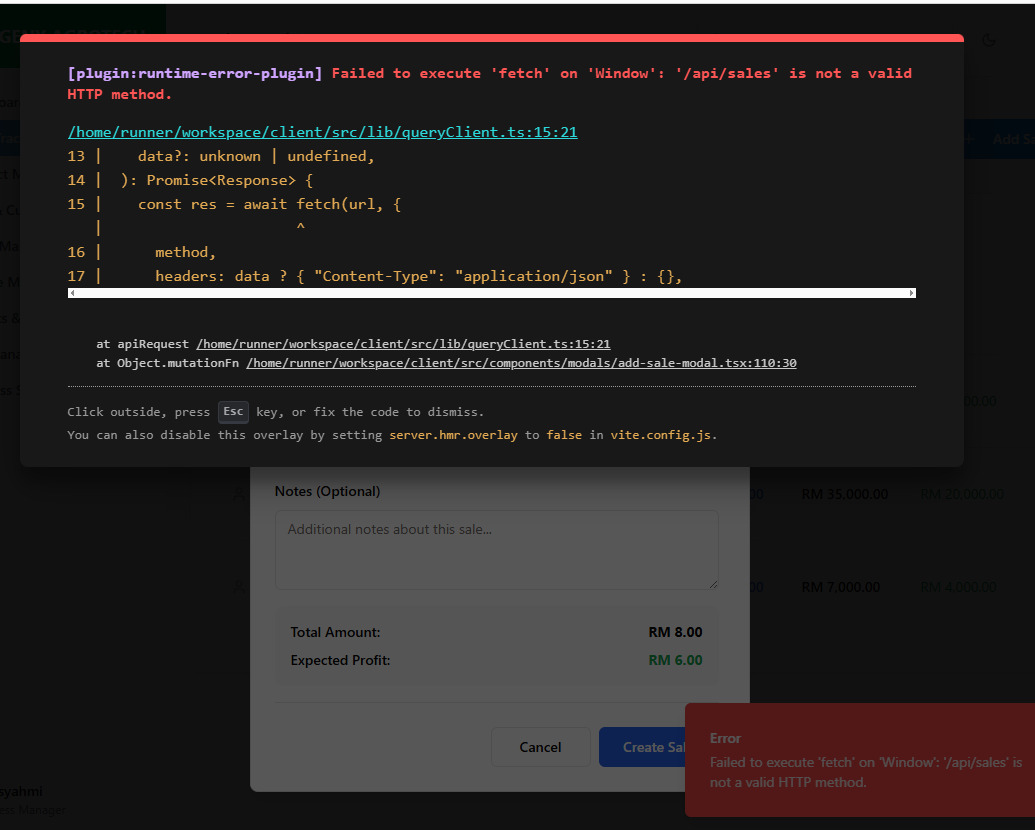 [plugin:runtime-error-plugin] Failed to execute 'fetch' on 'Window': '/api/sales' is not a valid
HTTP method.
/home/runner/workspace/client/src/lib/queryClient.ts:15:21
13 |    data?: unknown | undefined,
14 |  ): Promise<Response> {
15 |    const res = await fetch(url, {
   |                      ^
16 |      method,
17 |      headers: data ? { "Content-Type": "application/json" } : {},
at apiRequest /home/runner/workspace/client/src/lib/queryClient.ts:15:21
at Object.mutationFn /home/runner/workspace/client/src/components/modals/add-sale-modal.tsx:110:30
Click outside, press Esc key, or fix the code to dismiss.
You can also disable this overlay by setting server.hmr.overlay to false in vite.config.js.
Notes (Optional)
RM 35,000.00 RM 20,000.00
Additional notes about this sale...
RM 7,000.00 RM 4,000.00
Total Amount: RM 8.00
Expected Profit: RM 6.00
Cancel Create Sal
Error
Failed to execute 'fetch' on 'Window': '/api/sales' is
not a valid HTTP method.
syahmi
ess Manager